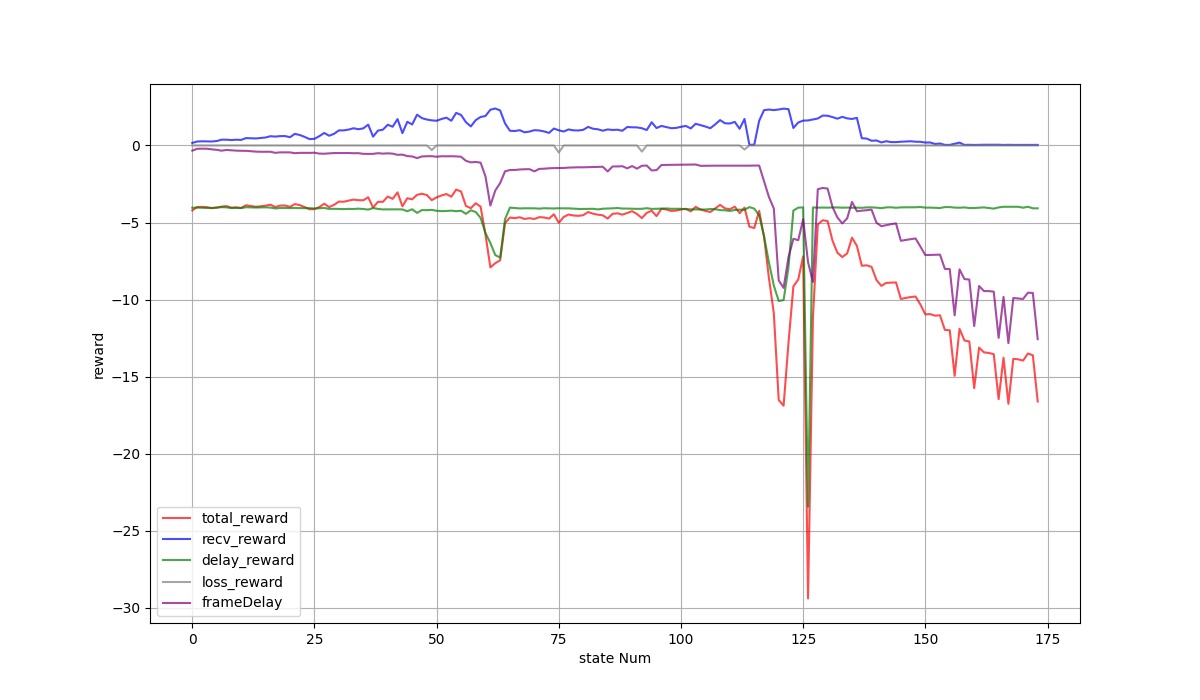 0
−5
−10
−15
−20
−25
−30
reward
0 25 50 75 100 125 150 175
state Num
total_reward
recv_reward
delay_reward
loss_reward
frameDelay